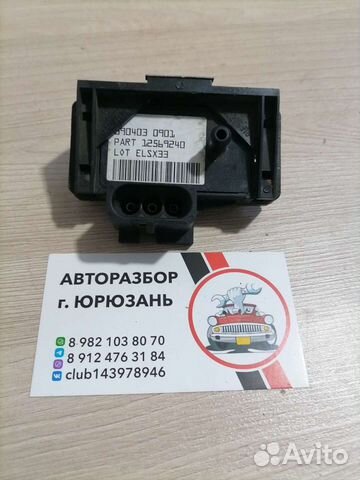 090403 0901
PART 12569240
LOT ELSX33
АВТОРАЗБОР
г. ЮРЮЗАНЬ
8 982 103 80 70
8 912 476 31 84
club143978946
Avito